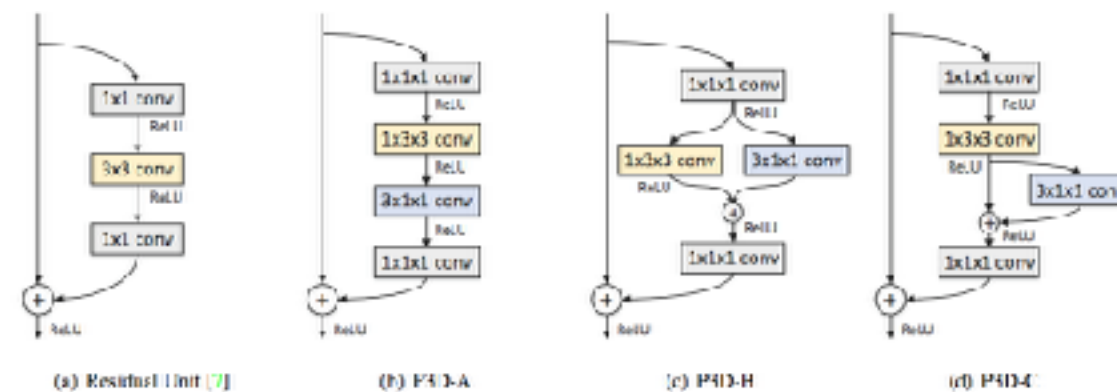 1x1 conv
ReLU
3x3 conv
ReLU
1x1 conv
+
ReLU
(a) Residual Unit [7]
1x1x1 conv
ReLU
1x3x3 conv
ReLU
3x1x1 conv
ReLU
1x1x1 conv
+
ReLU
(b) P3D-A
1x1x1 conv
ReLU
1x3x3 conv
3x1x1 conv
ReLU
+
ReLU
1x1x1 conv
+
ReLU
(c) P3D-B
1x1x1 conv
ReLU
1x3x3 conv
ReLU
3x1x1 con
+
ReLU
1x1x1 conv
+
ReLU
(d) P3D-C